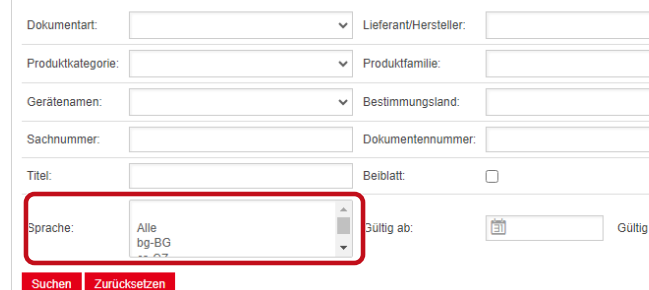 Dokumentart: Lieferant/Hersteller:
Produktkategorie: Produktfamilie:
Gerätenamen: Bestimmungsland:
Sachnummer: Dokumentennummer:
Titel: Beiblatt:
Sprache: Alle Gültig ab: 31 Gültig
bg-BG
Suchen Zurücksetzen